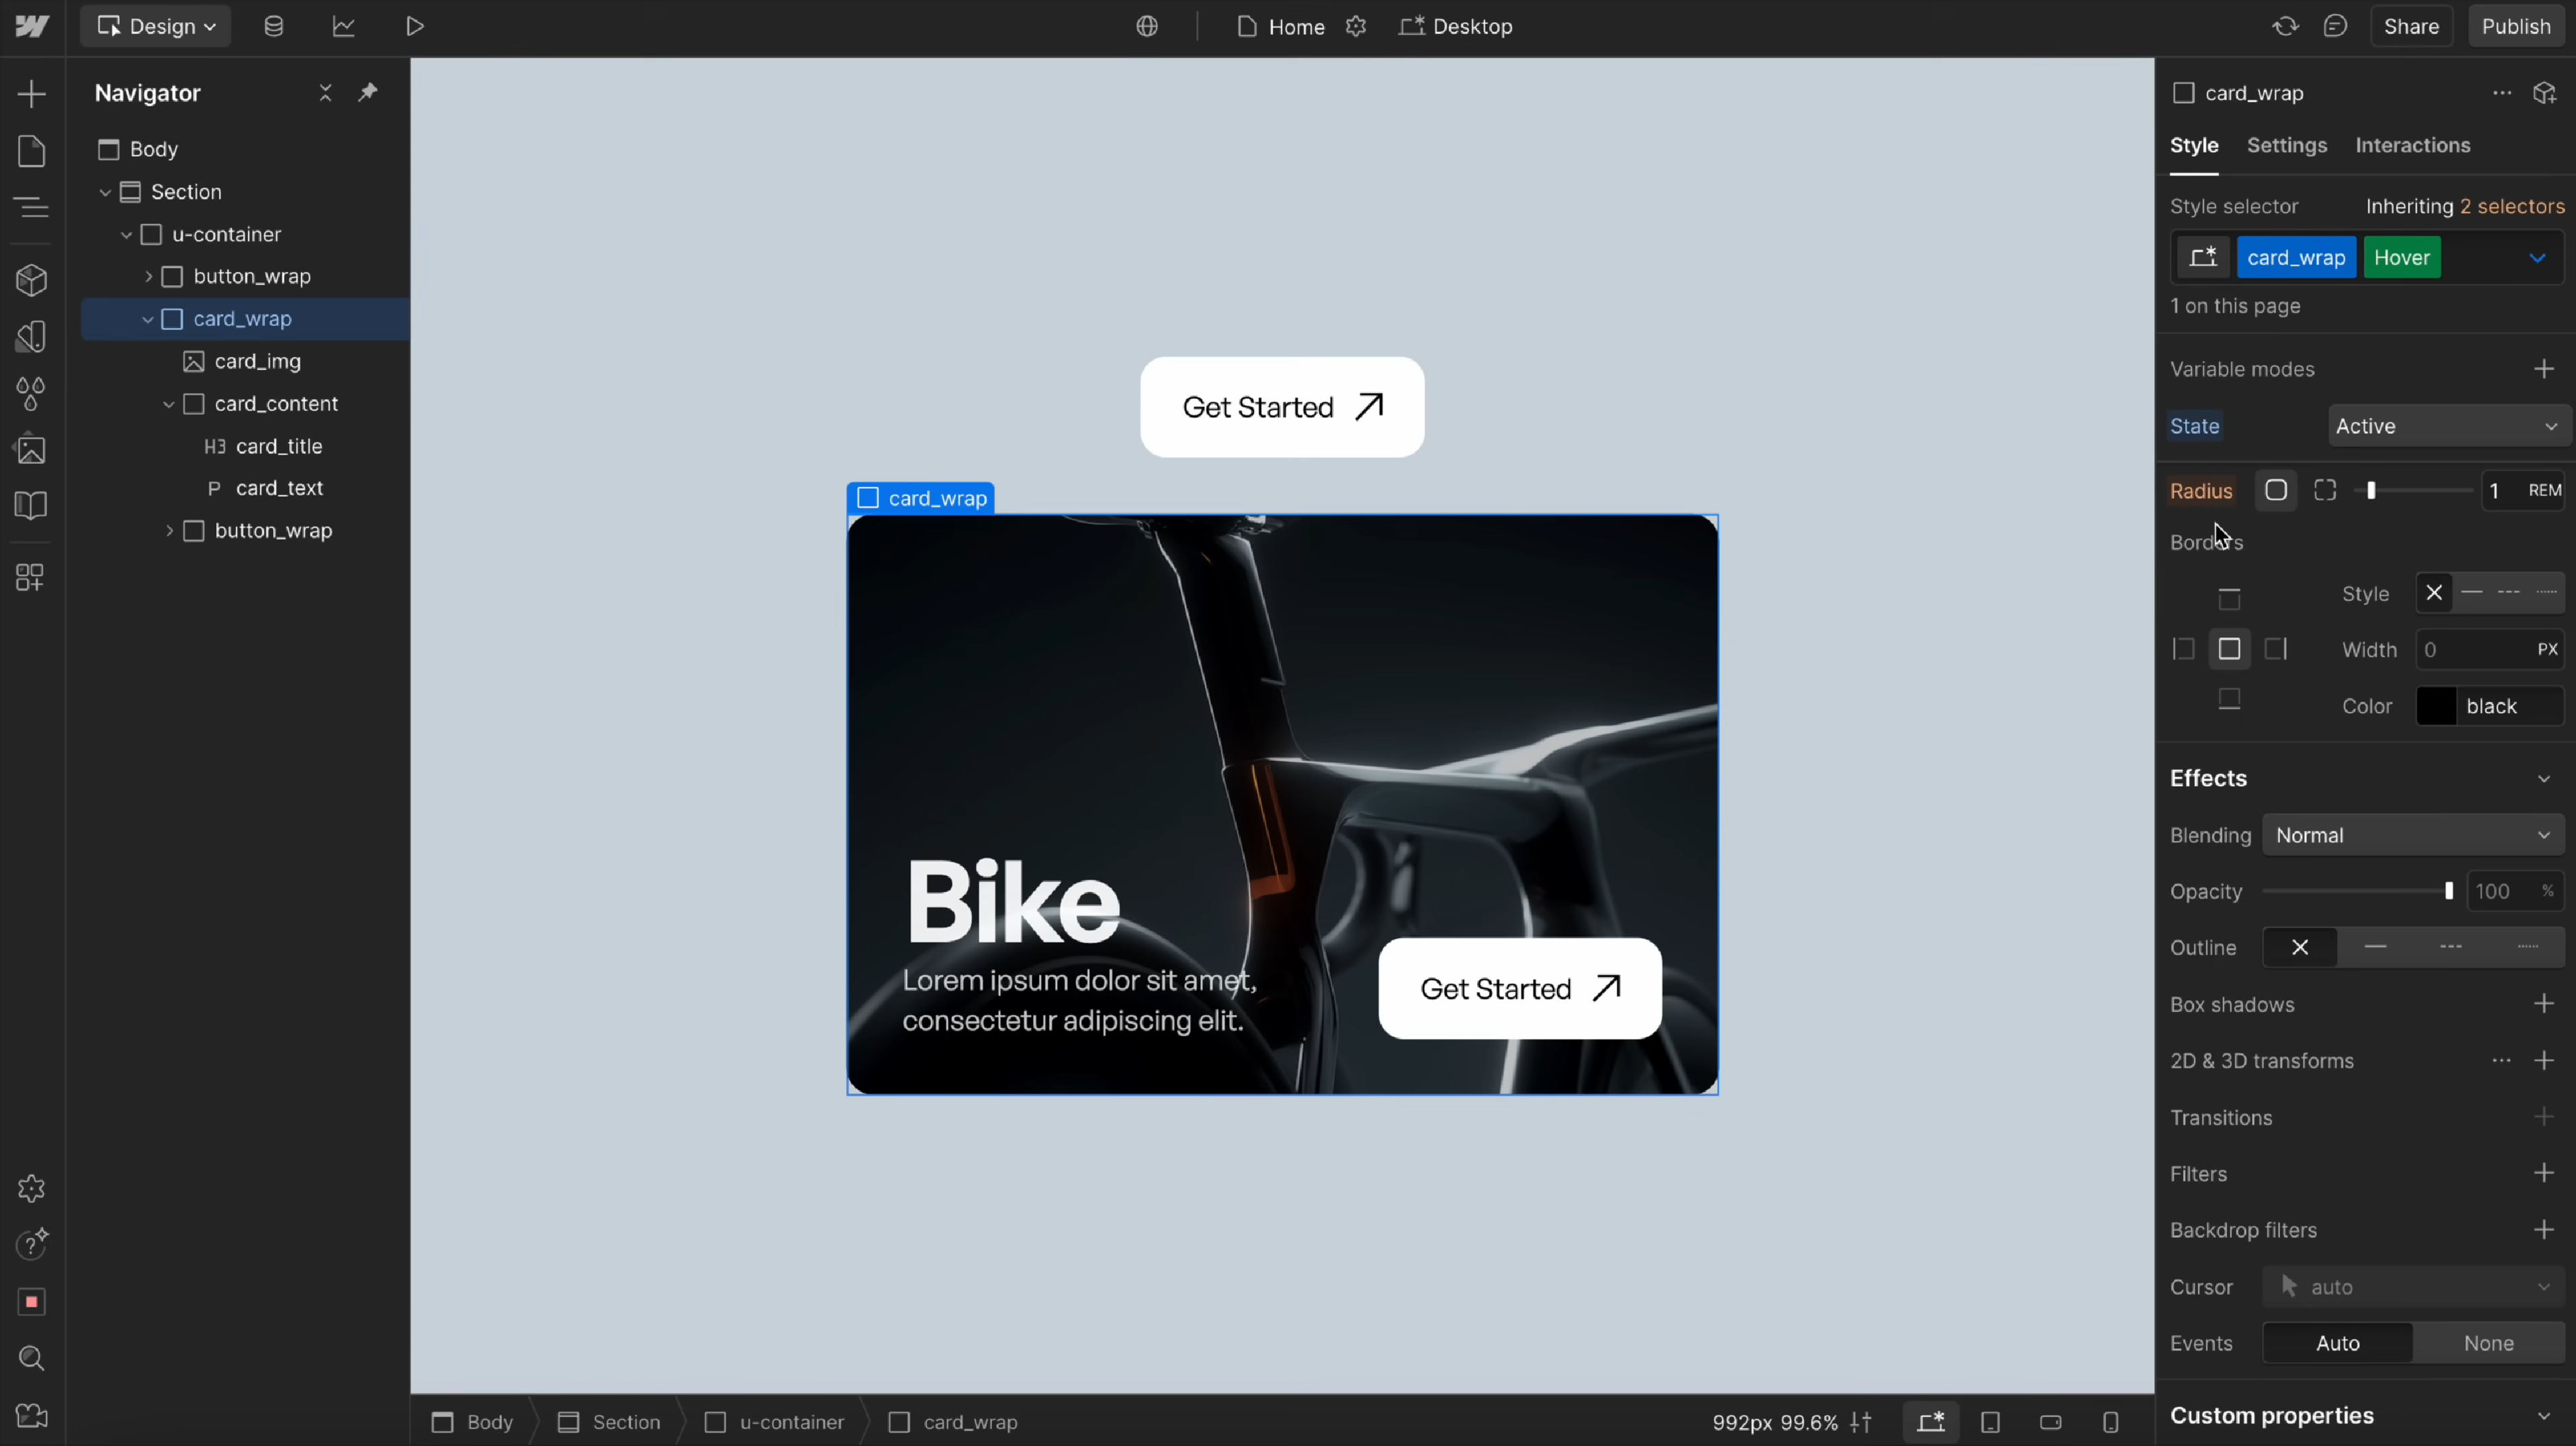 Design
Home
Desktop
Share
Publish
Navigator
Body
Section
u-container
button_wrap
card_wrap
card_img
card_content
H3 card_title
P card_text
button_wrap
Get Started
card_wrap
Bike
Lorem ipsum dolor sit amet,
consectetur adipiscing elit.
Get Started
Body
Section
u-container
card_wrap
992px 99.6%
card_wrap
Style Settings Interactions
Style selector Inheriting 2 selectors
card_wrap Hover
1 on this page
Variable modes
State Active
Radius 1 REM
Borders
Style
Width 0 PX
Color black
Effects
Blending Normal
Opacity 100 %
Outline
Box shadows
2D & 3D transforms
Transitions
Filters
Backdrop filters
Cursor auto
Events Auto None
Custom properties